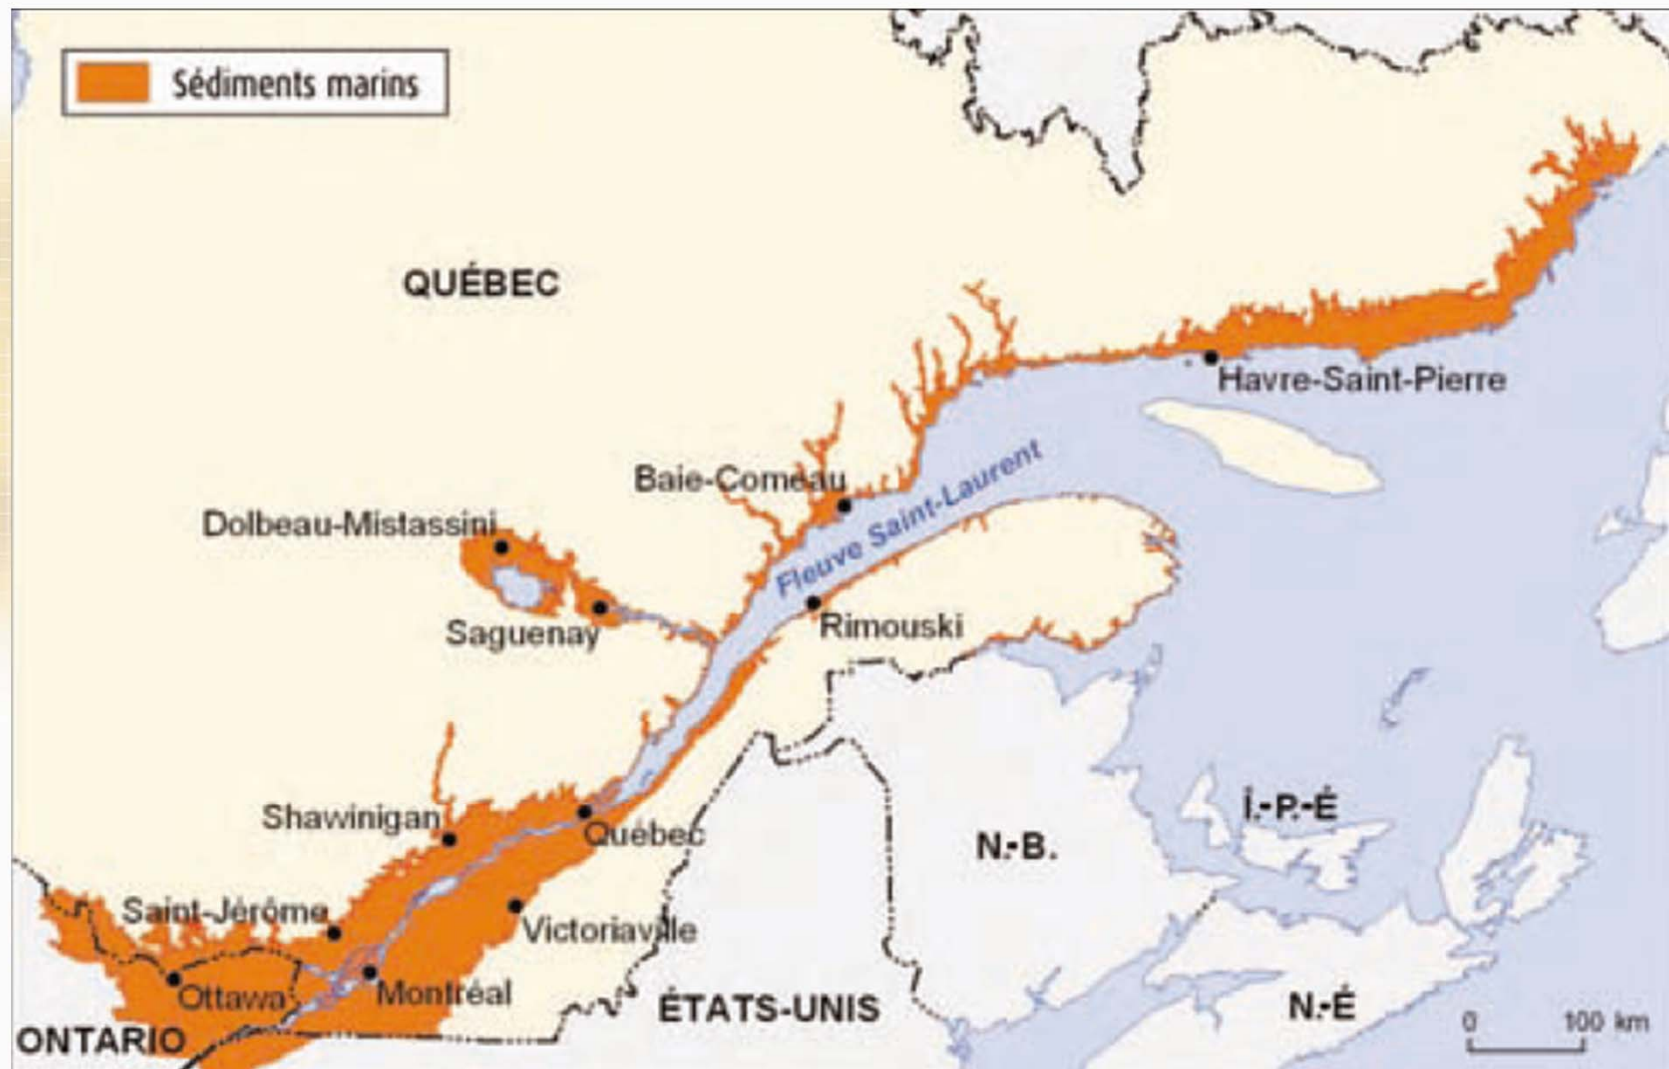 Sédiments marins
QUÉBEC
Havre-Saint-Pierre
Baie-Comeau
Fleuve Saint-Laurent
Dolbeau-Mistassini
Saguenay
Rimouski
Shawinigan
Québec
Î.-P.-É
N.-B.
Saint-Jérôme
Victoriaville
Ottawa
Montréal
ÉTATS-UNIS
N.-É
ONTARIO
0 100 km